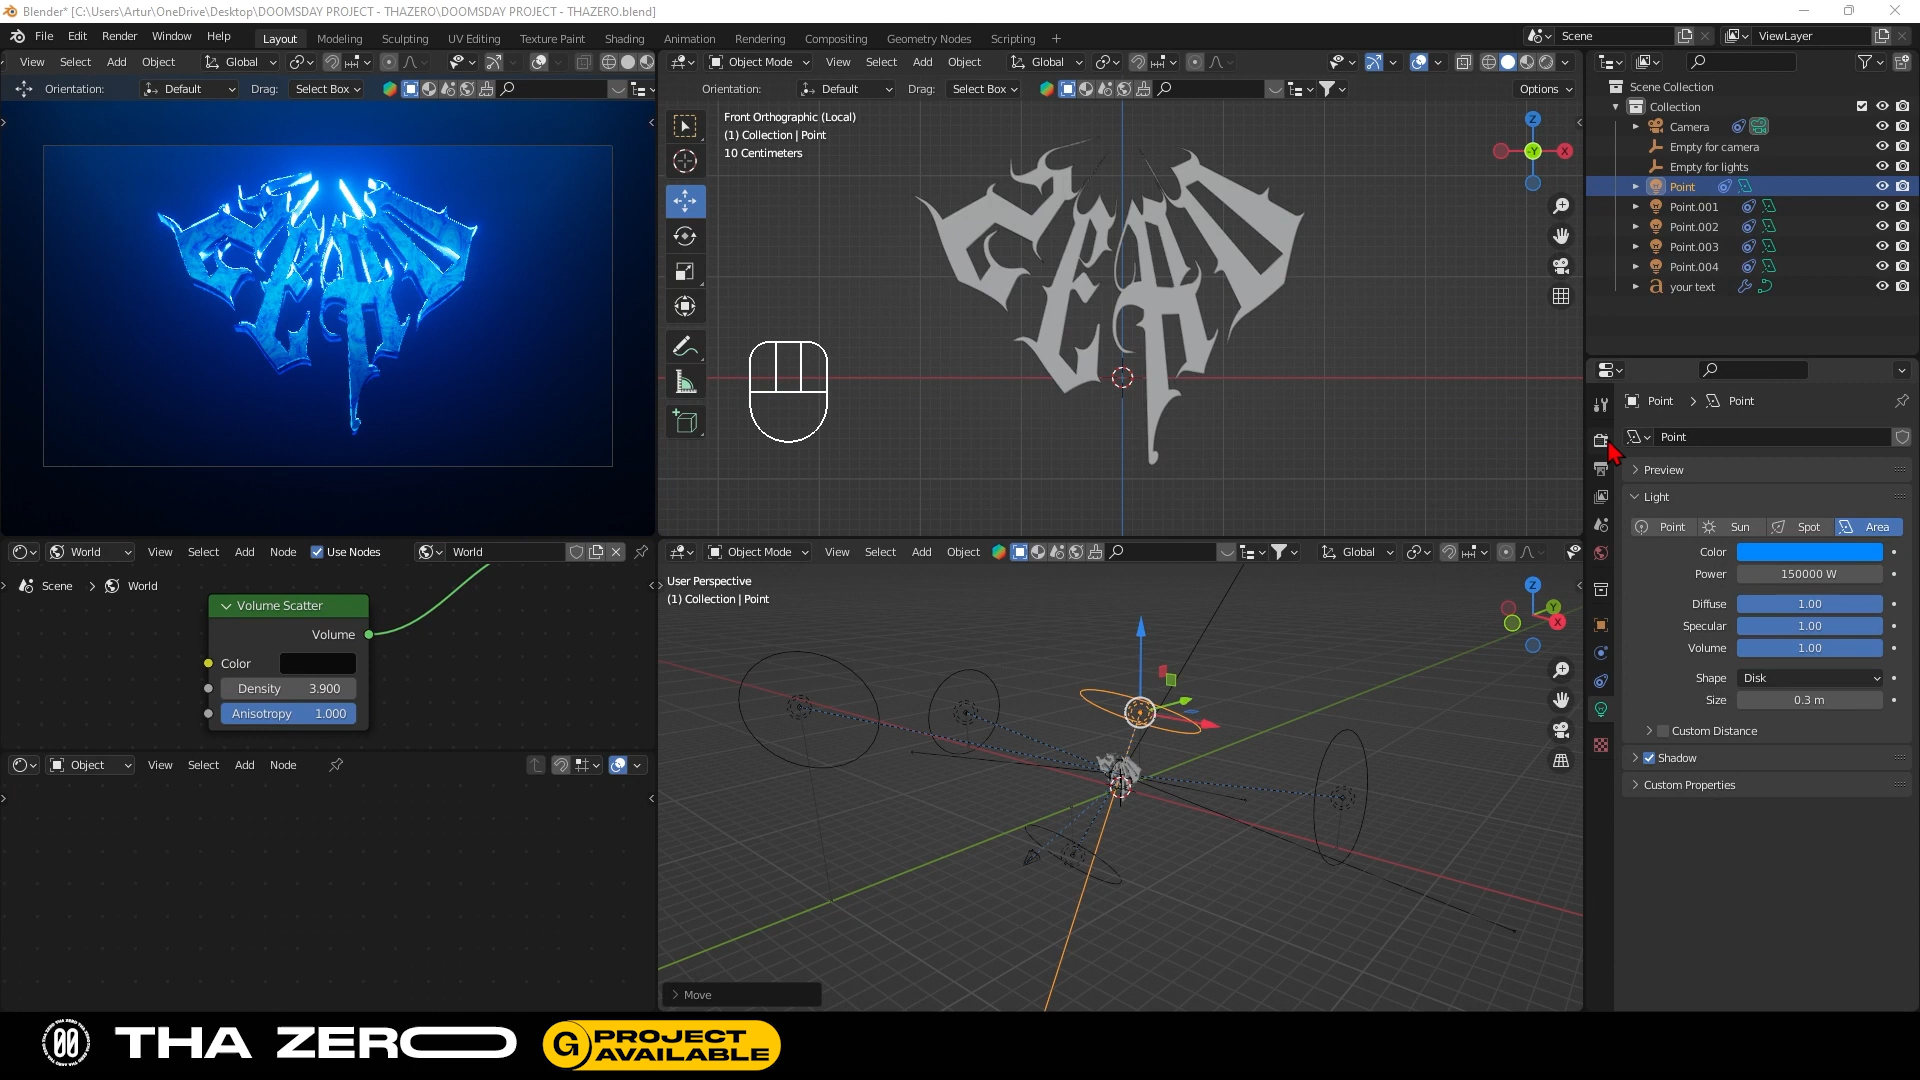 Blender* [C:\Users\Artur\OneDrive\Desktop\DOOMSDAY PROJECT - THAZERO\DOOMSDAY PROJECT - THAZERO.blend]
File Edit Render Window Help Layout Modeling Sculpting UV Editing Texture Paint Shading Animation Rendering Compositing Geometry Nodes Scripting + Scene ViewLayer
View Select Add Object Global Object Mode View Select Add Object Global
Orientation: Default Drag: Select Box Orientation: Default Drag: Select Box Options
Scene Collection
Collection
Camera
Empty for camera
Empty for lights
Point
Point.001
Point.002
Point.003
Point.004
your text
Front Orthographic (Local)
(1) Collection | Point
10 Centimeters
Z
-Y X
Point > Point
Point
Preview
Light
Point Sun Spot Area
Color
Power 150000 W
Diffuse 1.00
Specular 1.00
Volume 1.00
Shape Disk
Size 0.3 m
Custom Distance
Shadow
Custom Properties
World View Select Add Node Use Nodes World
Scene > World
Volume Scatter
Volume
Color
Density 3.900
Anisotropy 1.000
Object Mode View Select Add Object Global
User Perspective
(1) Collection | Point
Z
Y
X
Object View Select Add Node
Move
00 THA ZERO G PROJECT
AVAILABLE